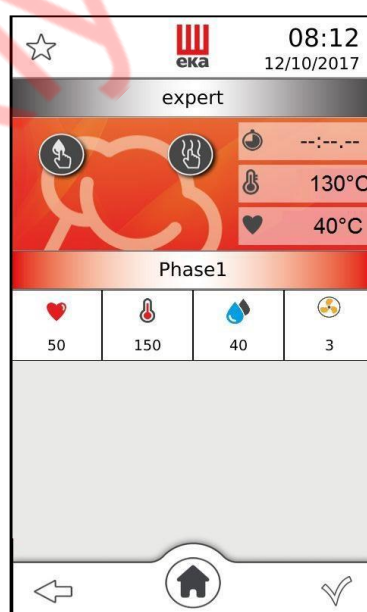 08:12
eka
12/10/2017
expert
--:--.--
130°C
40°C
Phase1
50 150 40 3